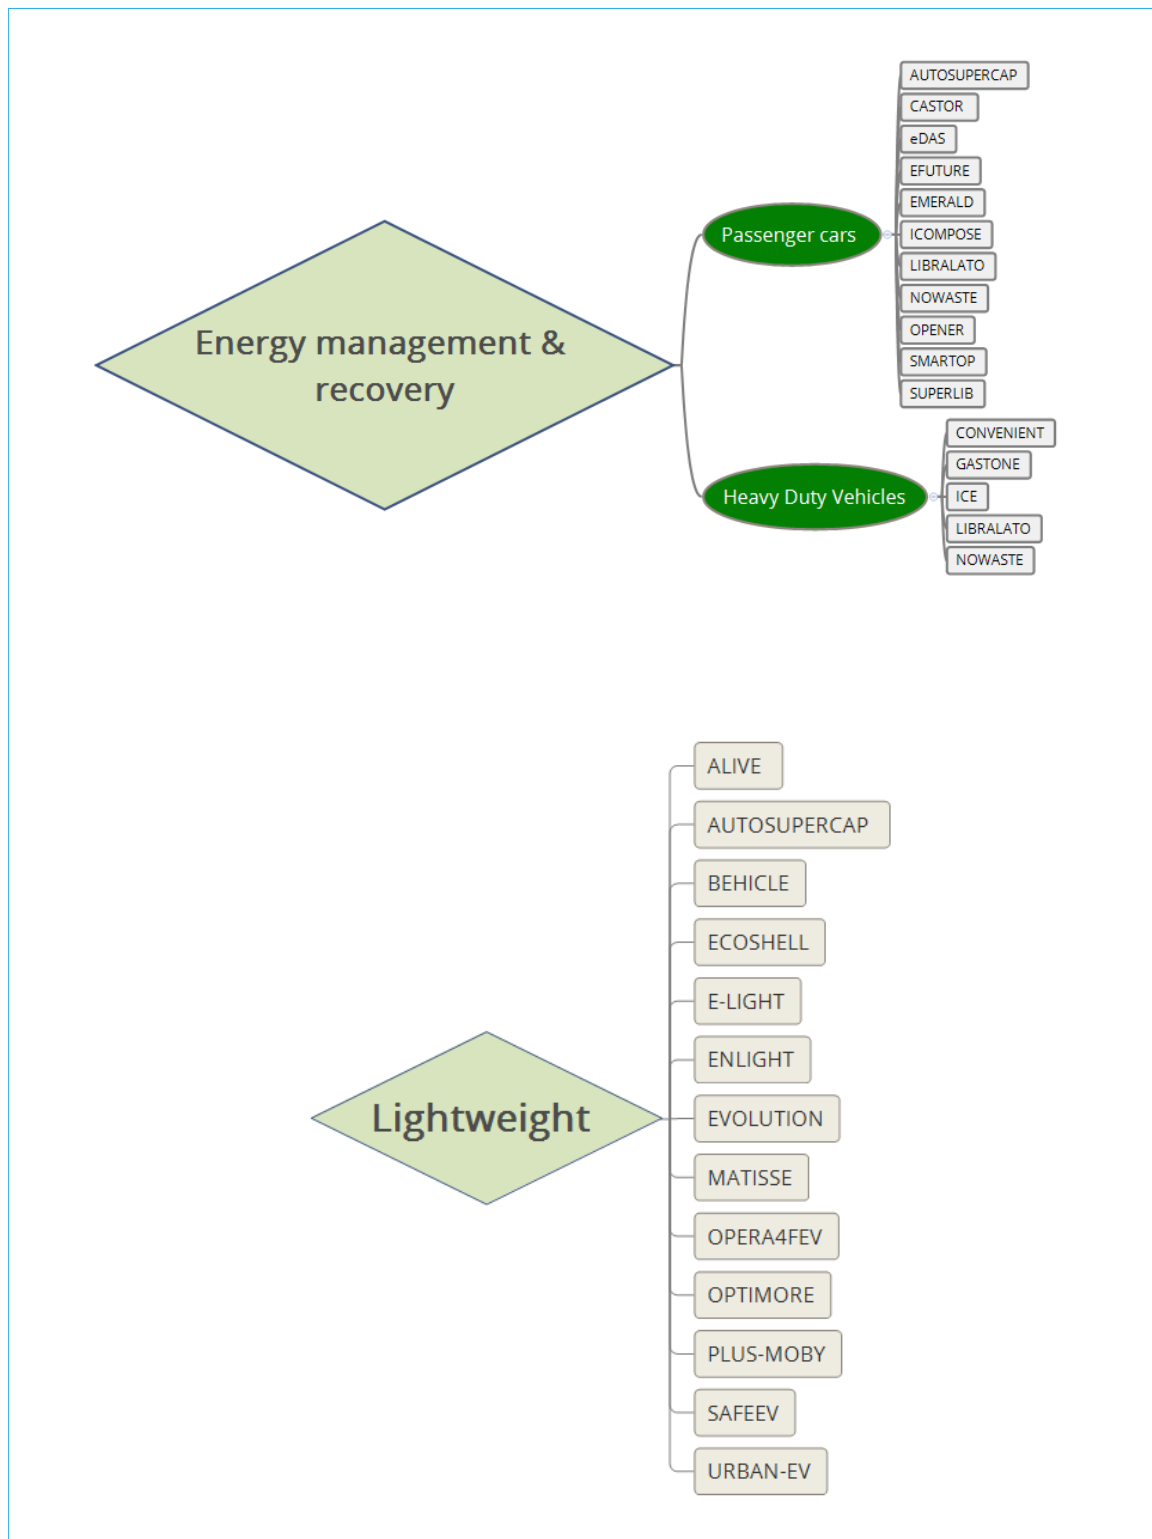 Energy management &
recovery
Passenger cars
AUTOSUPERCAP
CASTOR
eDAS
EFUTURE
EMERALD
ICOMPOSE
LIBRALATO
NOWASTE
OPENER
SMARTOP
SUPERLIB
Heavy Duty Vehicles
CONVENIENT
GASTONE
ICE
LIBRALATO
NOWASTE
Lightweight
ALIVE
AUTOSUPERCAP
BEHICLE
ECOSHELL
E-LIGHT
ENLIGHT
EVOLUTION
MATISSE
OPERA4FEV
OPTIMORE
PLUS-MOBY
SAFEEV
URBAN-EV